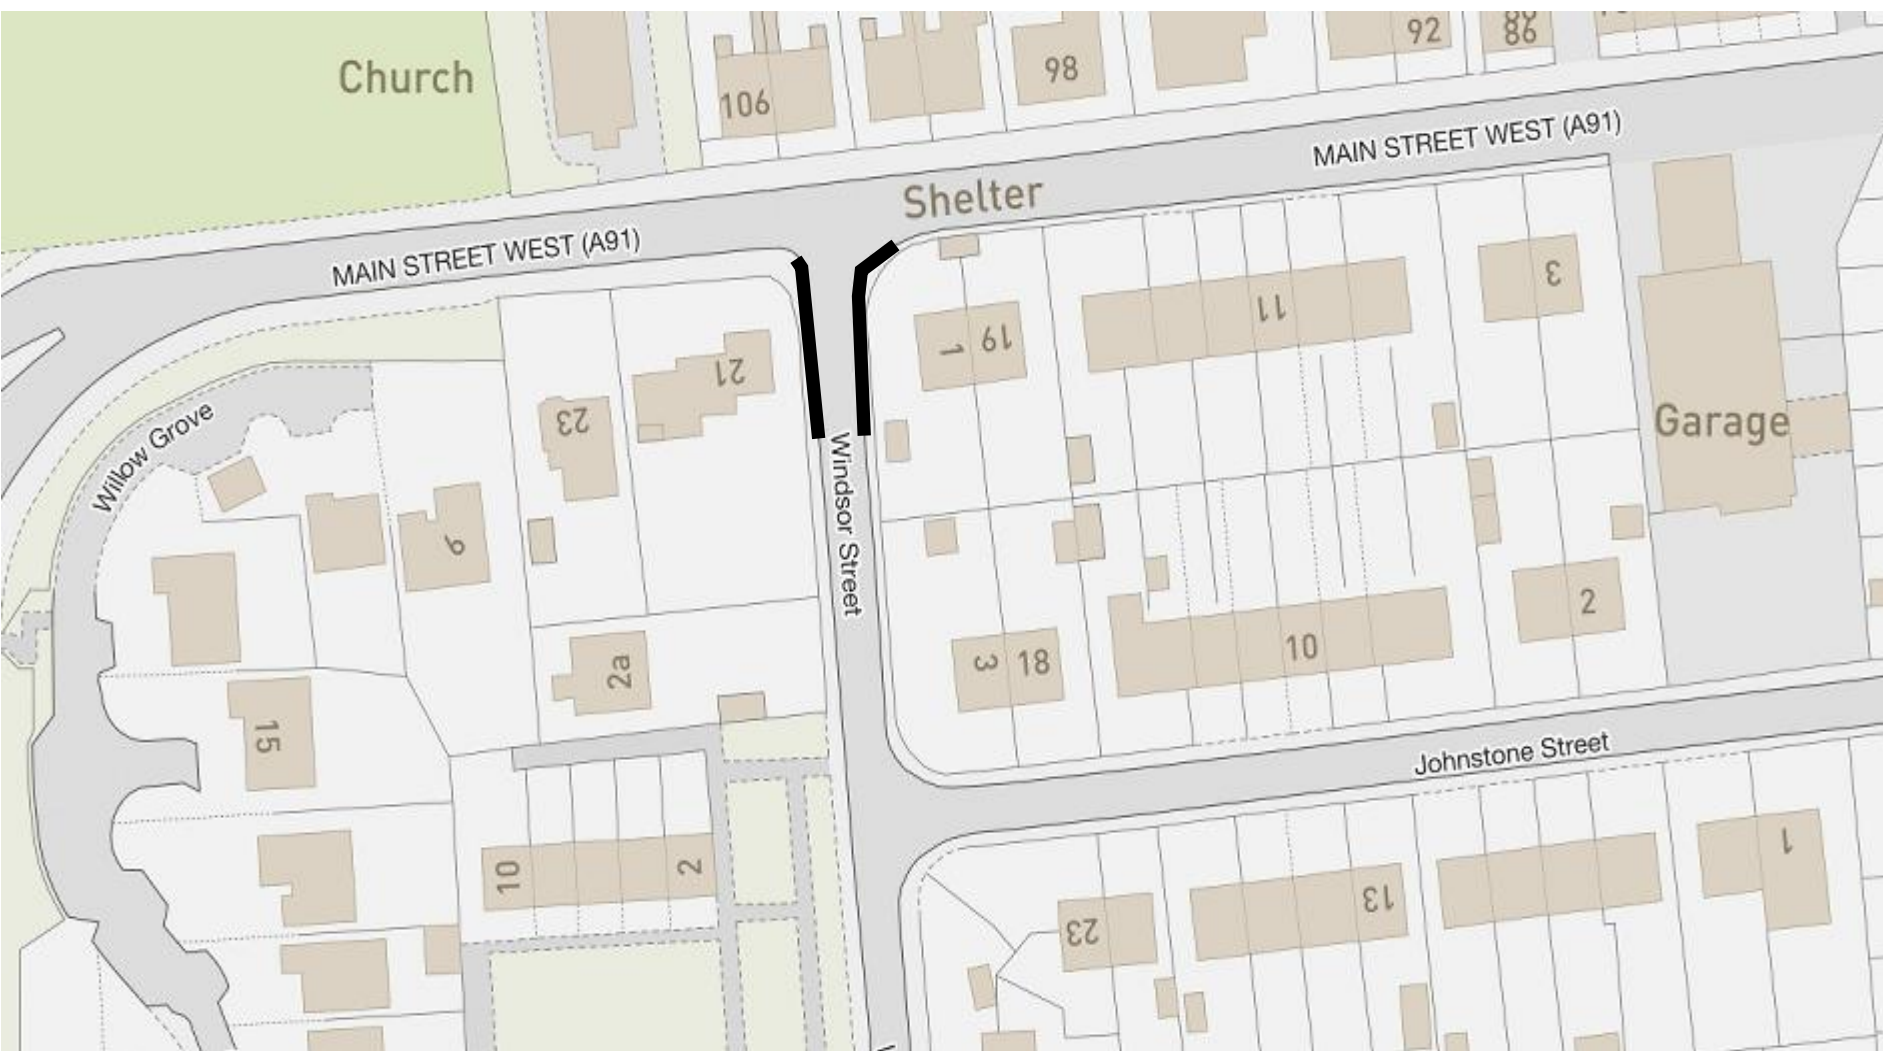 92
86
98
Church
106
MAIN STREET WEST (A91)
Shelter
MAIN STREET WEST (A91)
3
11
19
1
21
23
Garage
Willow Grove
Windsor Street
9
2
10
3 18
2a
15
Johnstone Street
1
10
2
13
23